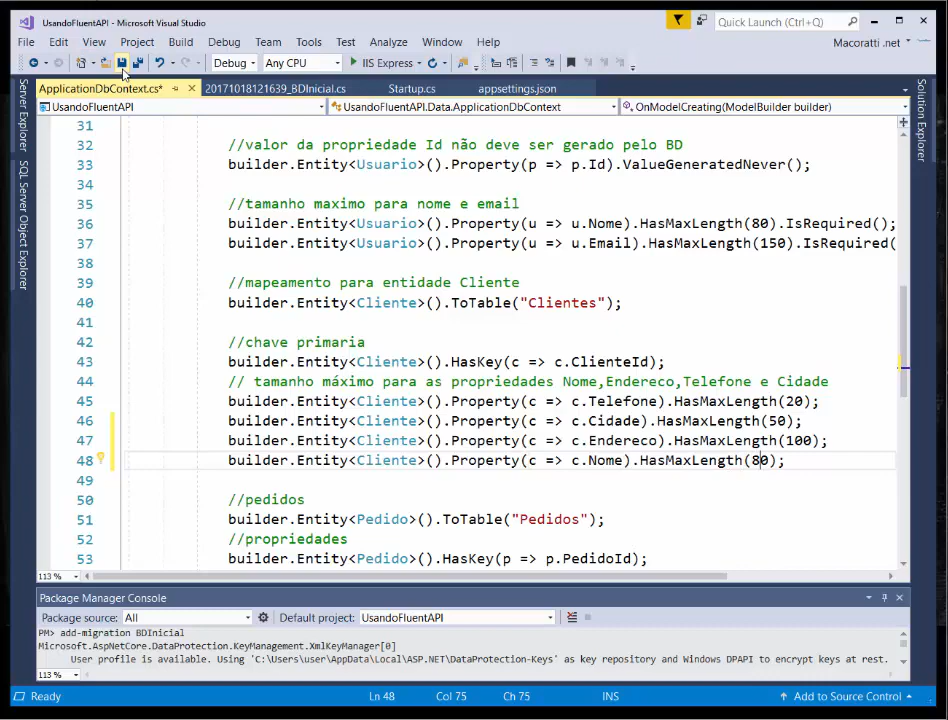 UsandoFluentAPI - Microsoft Visual Studio
Quick Launch (Ctrl+Q)
File Edit View Project Build Debug Team Tools Test Analyze Window Help
Macoratti .net
Debug Any CPU IIS Express
ApplicationDbContext.cs* 20171018121639_BDInicial.cs Startup.cs appsettings.json
UsandoFluentAPI UsandoFluentAPI.Data.ApplicationDbContext OnModelCreating(ModelBuilder builder)
Server Explorer
SQL Server Object Explorer
Solution Explorer
31
32 //valor da propriedade Id não deve ser gerado pelo BD
33 builder.Entity<Usuario>().Property(p => p.Id).ValueGeneratedNever();
34
35 //tamanho maximo para nome e email
36 builder.Entity<Usuario>().Property(u => u.Nome).HasMaxLength(80).IsRequired();
37 builder.Entity<Usuario>().Property(u => u.Email).HasMaxLength(150).IsRequired(
38
39 //mapeamento para entidade Cliente
40 builder.Entity<Cliente>().ToTable("Clientes");
41
42 //chave primaria
43 builder.Entity<Cliente>().HasKey(c => c.ClienteId);
44 // tamanho máximo para as propriedades Nome,Endereco,Telefone e Cidade
45 builder.Entity<Cliente>().Property(c => c.Telefone).HasMaxLength(20);
46 builder.Entity<Cliente>().Property(c => c.Cidade).HasMaxLength(50);
47 builder.Entity<Cliente>().Property(c => c.Endereco).HasMaxLength(100);
48 builder.Entity<Cliente>().Property(c => c.Nome).HasMaxLength(80);
49
50 //pedidos
51 builder.Entity<Pedido>().ToTable("Pedidos");
52 //propriedades
53 builder.Entity<Pedido>().HasKey(p => p.PedidoId);
113 %
Package Manager Console
Package source: All Default project: UsandoFluentAPI
PM> add-migration BDInicial
Microsoft.AspNetCore.DataProtection.KeyManagement.XmlKeyManager[0]
User profile is available. Using 'C:\Users\user\AppData\Local\ASP.NET\DataProtection-Keys' as key repository and Windows DPAPI to encrypt keys at rest.
113 %
Ready Ln 48 Col 75 Ch 75 INS Add to Source Control